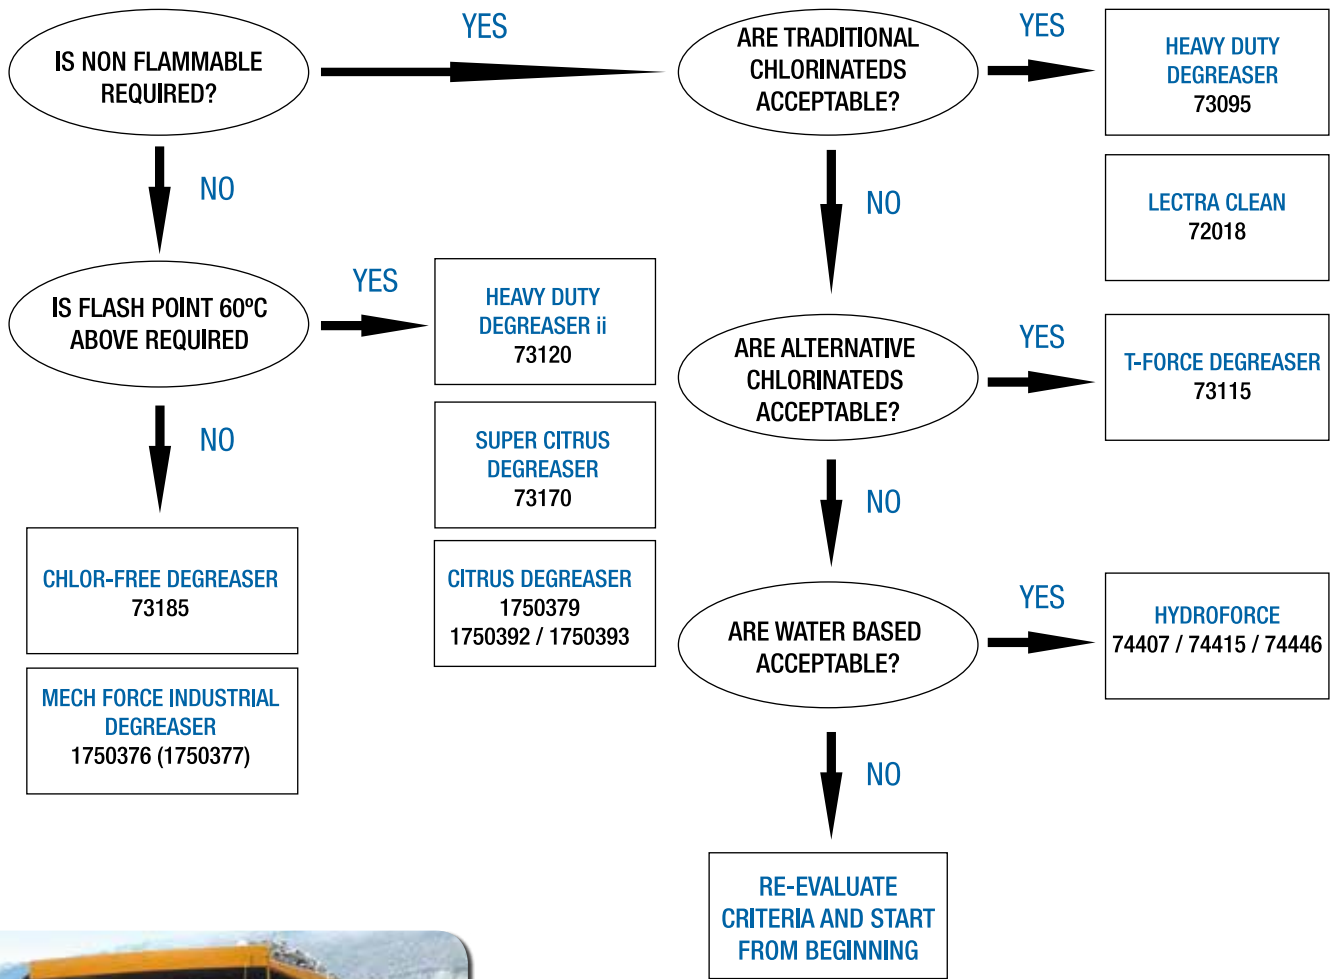 IS NON FLAMMABLE
REQUIRED?
YES
ARE TRADITIONAL
CHLORINATEDS
ACCEPTABLE?
YES
HEAVY DUTY
DEGREASER
73095
NO
NO
LECTRA CLEAN
72018
IS FLASH POINT 60ºC
ABOVE REQUIRED
YES
HEAVY DUTY
DEGREASER ii
73120
ARE ALTERNATIVE
CHLORINATEDS
ACCEPTABLE?
YES
T-FORCE DEGREASER
73115
NO
SUPER CITRUS
DEGREASER
73170
NO
CHLOR-FREE DEGREASER
73185
CITRUS DEGREASER
1750379
1750392 / 1750393
ARE WATER BASED
ACCEPTABLE?
YES
HYDROFORCE
74407 / 74415 / 74446
MECH FORCE INDUSTRIAL
DEGREASER
1750376 (1750377)
NO
RE-EVALUATE
CRITERIA AND START
FROM BEGINNING